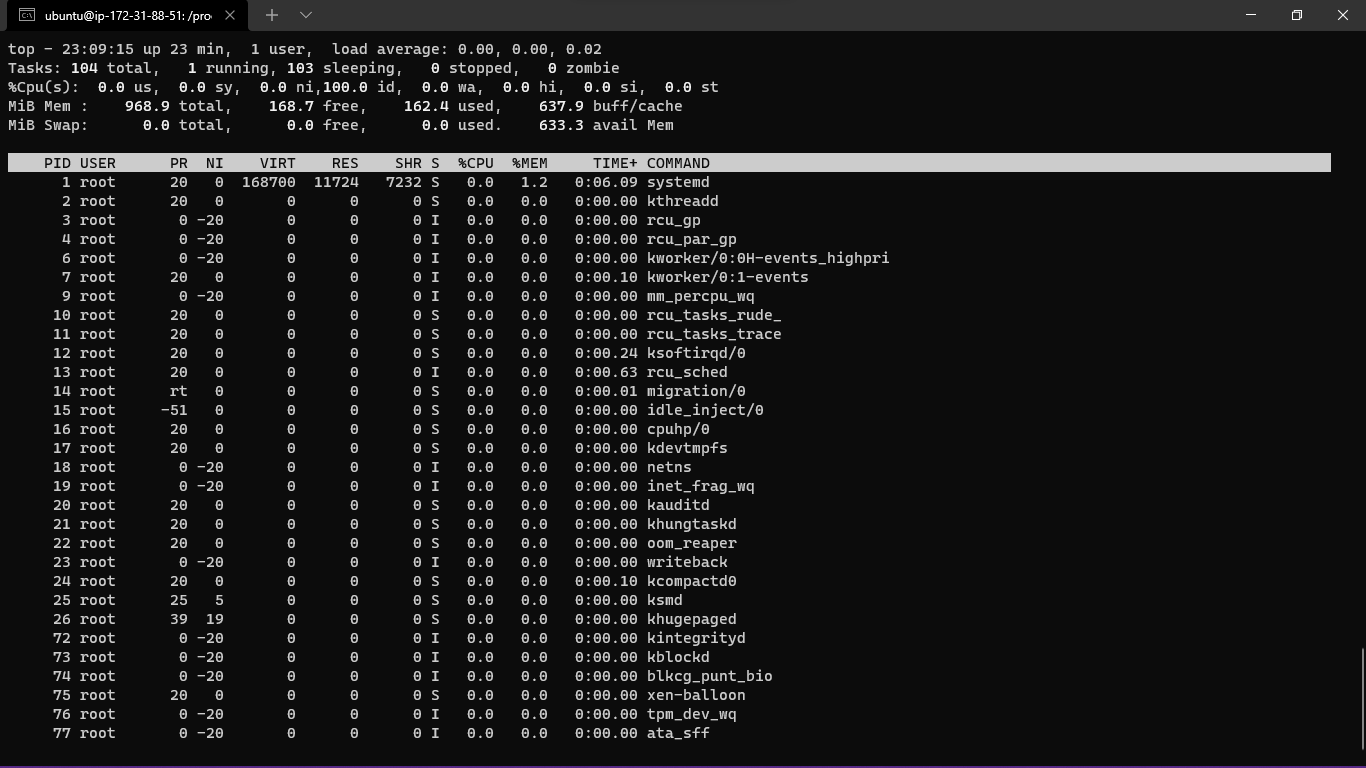 ubuntu@ip-172-31-88-51: /pro
top - 23:09:15 up 23 min,  1 user,  load average: 0.00, 0.00, 0.02
Tasks: 104 total,   1 running, 103 sleeping,   0 stopped,   0 zombie
%Cpu(s):  0.0 us,  0.0 sy,  0.0 ni,100.0 id,  0.0 wa,  0.0 hi,  0.0 si,  0.0 st
MiB Mem :    968.9 total,    168.7 free,    162.4 used,    637.9 buff/cache
MiB Swap:      0.0 total,      0.0 free,      0.0 used.    633.3 avail Mem
PID USER      PR  NI    VIRT    RES    SHR S  %CPU  %MEM     TIME+ COMMAND
1 root      20   0  168700  11724   7232 S   0.0   1.2   0:06.09 systemd
2 root      20   0       0      0      0 S   0.0   0.0   0:00.00 kthreadd
3 root       0 -20       0      0      0 I   0.0   0.0   0:00.00 rcu_gp
4 root       0 -20       0      0      0 I   0.0   0.0   0:00.00 rcu_par_gp
6 root       0 -20       0      0      0 I   0.0   0.0   0:00.00 kworker/0:0H-events_highpri
7 root      20   0       0      0      0 I   0.0   0.0   0:00.10 kworker/0:1-events
9 root       0 -20       0      0      0 I   0.0   0.0   0:00.00 mm_percpu_wq
10 root      20   0       0      0      0 S   0.0   0.0   0:00.00 rcu_tasks_rude_
11 root      20   0       0      0      0 S   0.0   0.0   0:00.00 rcu_tasks_trace
12 root      20   0       0      0      0 S   0.0   0.0   0:00.24 ksoftirqd/0
13 root      20   0       0      0      0 I   0.0   0.0   0:00.63 rcu_sched
14 root      rt   0       0      0      0 S   0.0   0.0   0:00.01 migration/0
15 root     -51   0       0      0      0 S   0.0   0.0   0:00.00 idle_inject/0
16 root      20   0       0      0      0 S   0.0   0.0   0:00.00 cpuhp/0
17 root      20   0       0      0      0 S   0.0   0.0   0:00.00 kdevtmpfs
18 root       0 -20       0      0      0 I   0.0   0.0   0:00.00 netns
19 root       0 -20       0      0      0 I   0.0   0.0   0:00.00 inet_frag_wq
20 root      20   0       0      0      0 S   0.0   0.0   0:00.00 kauditd
21 root      20   0       0      0      0 S   0.0   0.0   0:00.00 khungtaskd
22 root      20   0       0      0      0 S   0.0   0.0   0:00.00 oom_reaper
23 root       0 -20       0      0      0 I   0.0   0.0   0:00.00 writeback
24 root      20   0       0      0      0 S   0.0   0.0   0:00.10 kcompactd0
25 root      25   5       0      0      0 S   0.0   0.0   0:00.00 ksmd
26 root      39  19       0      0      0 S   0.0   0.0   0:00.00 khugepaged
72 root       0 -20       0      0      0 I   0.0   0.0   0:00.00 kintegrityd
73 root       0 -20       0      0      0 I   0.0   0.0   0:00.00 kblockd
74 root       0 -20       0      0      0 I   0.0   0.0   0:00.00 blkcg_punt_bio
75 root      20   0       0      0      0 S   0.0   0.0   0:00.00 xen-balloon
76 root       0 -20       0      0      0 I   0.0   0.0   0:00.00 tpm_dev_wq
77 root       0 -20       0      0      0 I   0.0   0.0   0:00.00 ata_sff